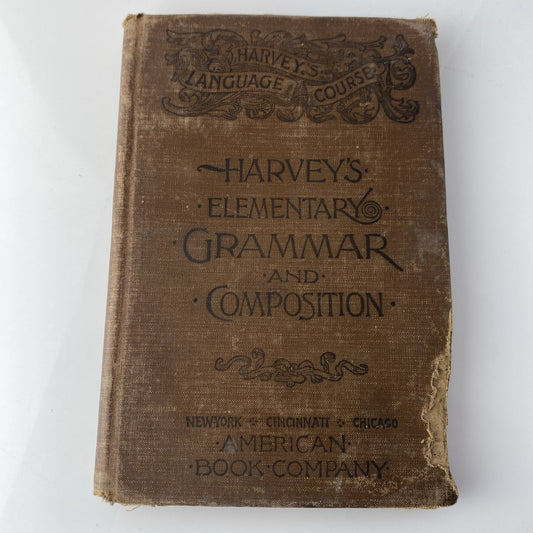 HARVEY'S
LANGUAGE COURSE
HARVEY'S
ELEMENTARY
GRAMMAR
AND
COMPOSITION
NEW-YORK CINCINNATI CHICAGO
AMERICAN
BOOK COMPANY